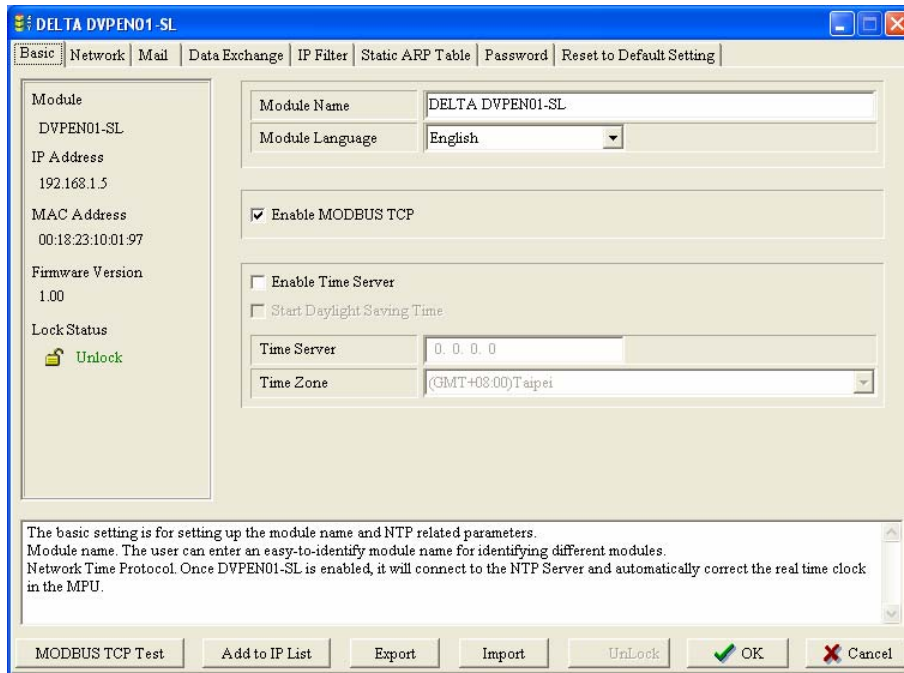 DELTA DVPEN01-SL
Basic Network Mail Data Exchange IP Filter Static ARP Table Password Reset to Default Setting
Module
DVPEN01-SL
IP Address
192.168.1.5
MAC Address
00:18:23:10:01:97
Firmware Version
1.00
Lock Status
Unlock
Module Name DELTA DVPEN01-SL
Module Language English
Enable MODBUS TCP
Enable Time Server
Start Daylight Saving Time
Time Server 0. 0. 0. 0
Time Zone (GMT+08:00)Taipei
The basic setting is for setting up the module name and NTP related parameters.
Module name. The user can enter an easy-to-identify module name for identifying different modules.
Network Time Protocol. Once DVPEN01-SL is enabled, it will connect to the NTP Server and automatically correct the real time clock
in the MPU.
MODBUS TCP Test Add to IP List Export Import UnLock OK Cancel